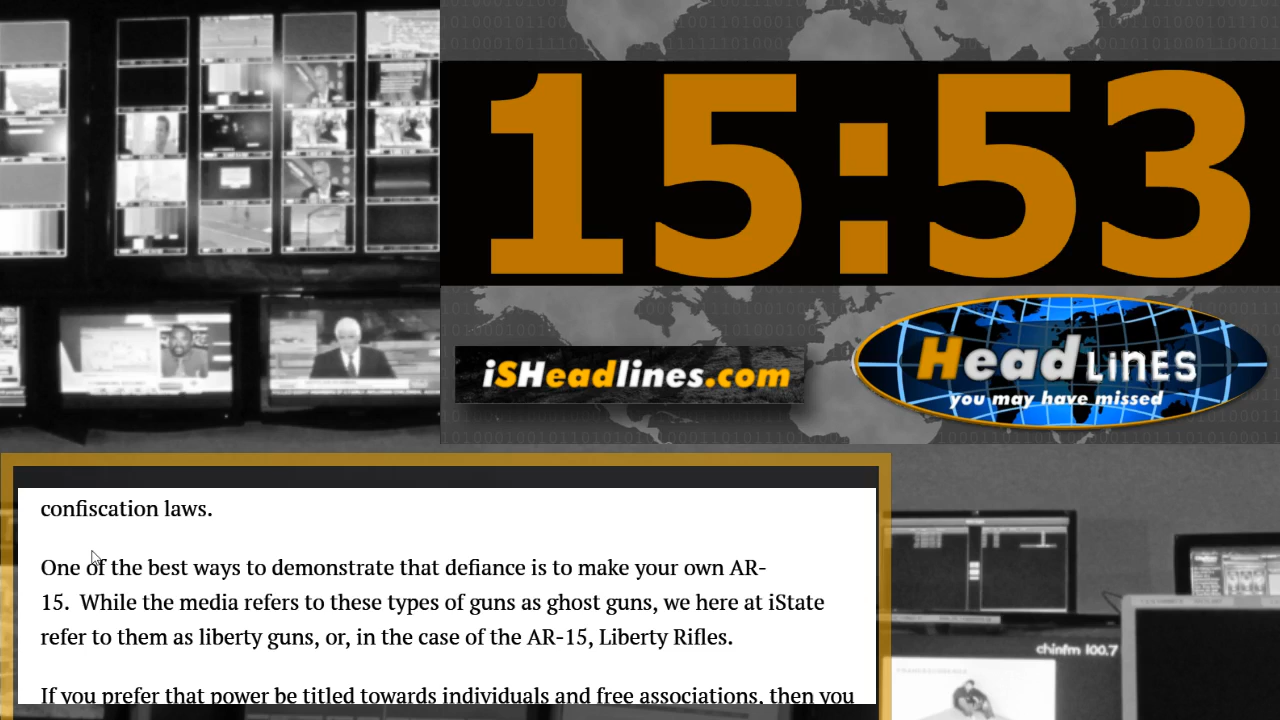 15:53
iSHeadlines.com
HeadLINES
you may have missed
confiscation laws.
One of the best ways to demonstrate that defiance is to make your own AR-
15.  While the media refers to these types of guns as ghost guns, we here at iState
refer to them as liberty guns, or, in the case of the AR-15, Liberty Rifles.
If you prefer that power be titled towards individuals and free associations, then you
chinfm 100.7